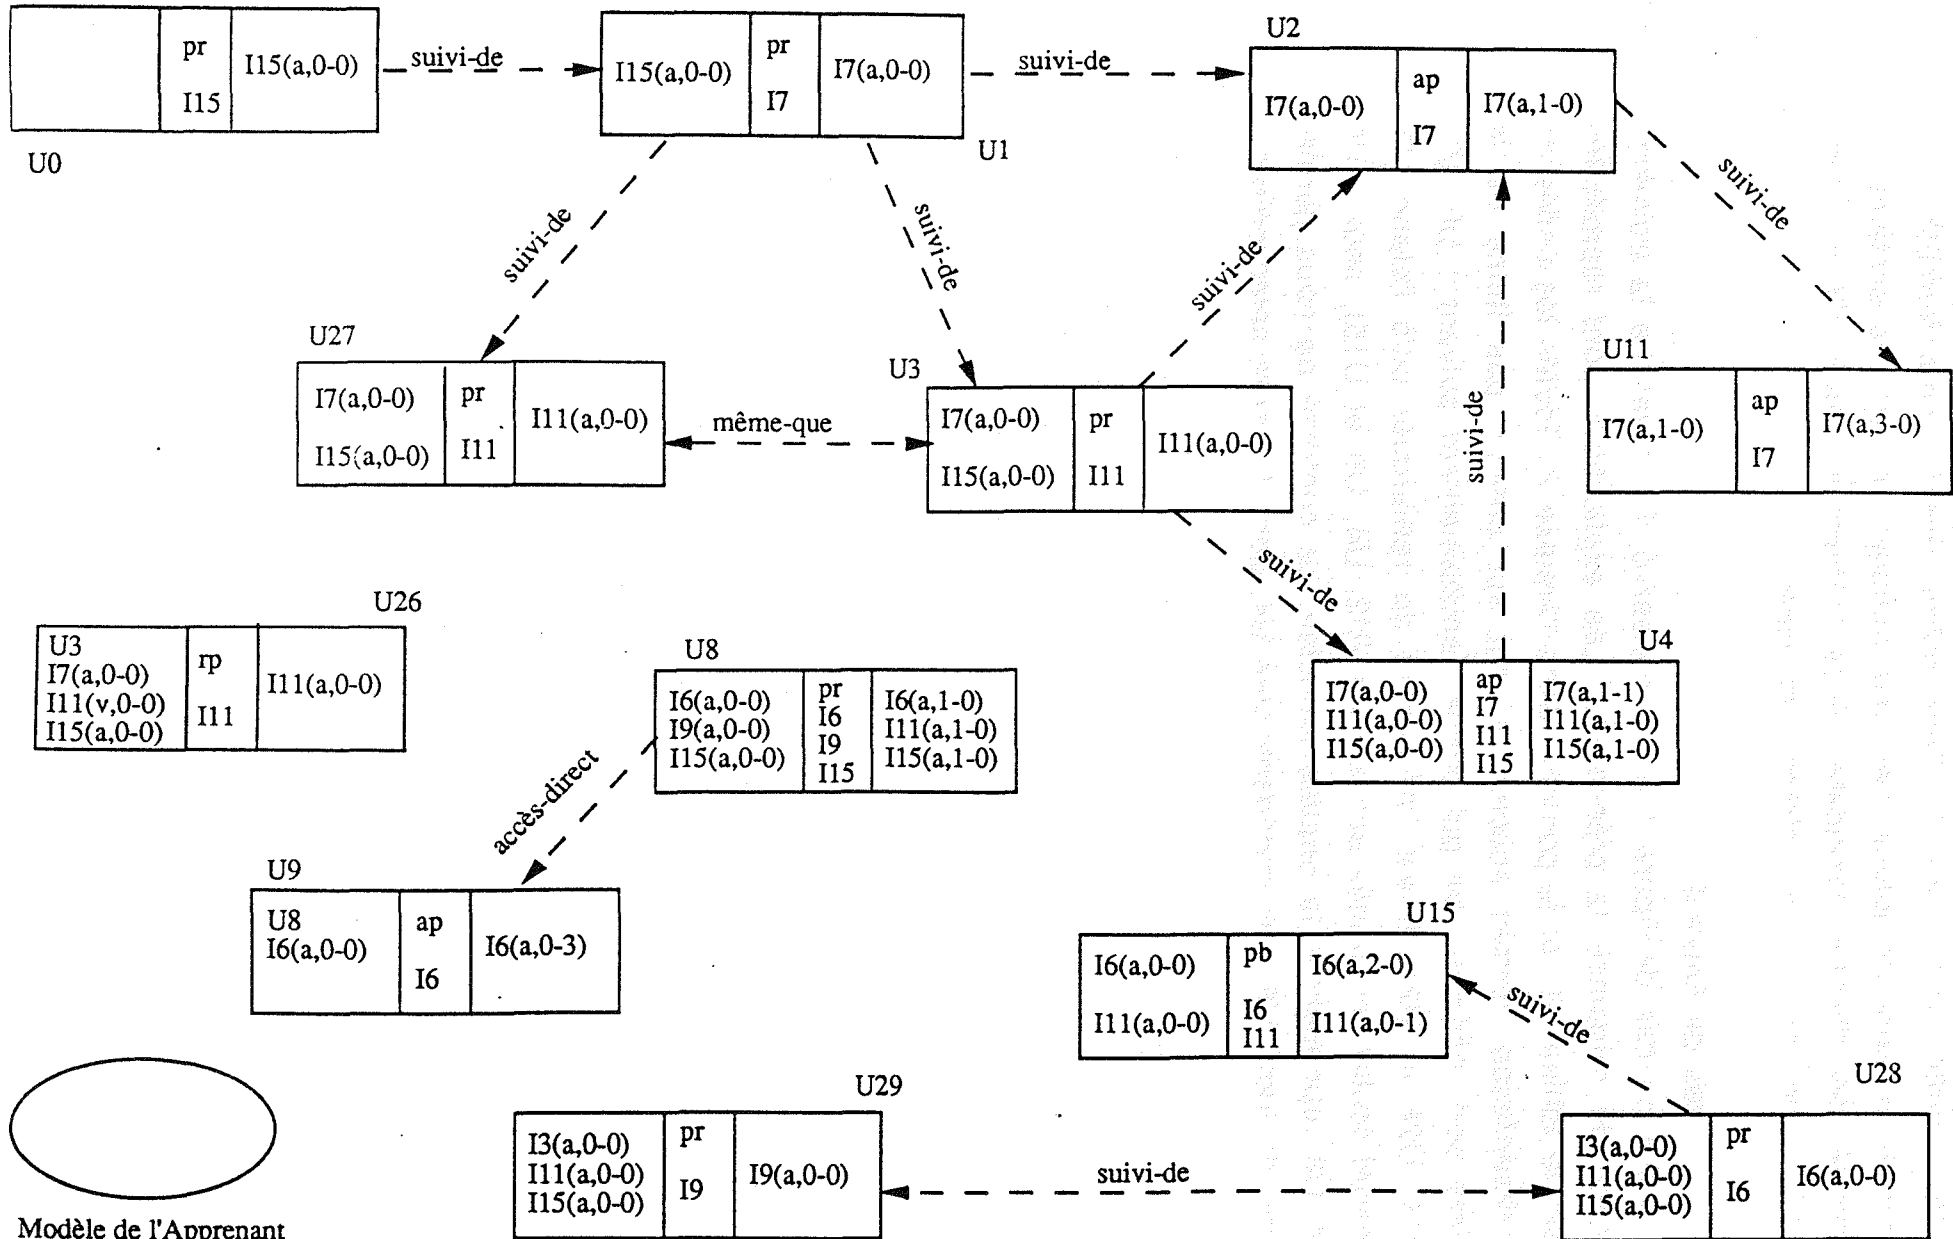 pr
I15
I15(a,0-0)
U0
suivi-de
I15(a,0-0)
pr
I7
I7(a,0-0)
U1
suivi-de
U2
I7(a,0-0)
ap
I7
I7(a,1-0)
suivi-de
suivi-de
suivi-de
suivi-de
U27
I7(a,0-0)
I15(a,0-0)
pr
I11
I11(a,0-0)
même-que
U3
I7(a,0-0)
I15(a,0-0)
pr
I11
I11(a,0-0)
suivi-de
U11
I7(a,1-0)
ap
I7
I7(a,3-0)
suivi-de
U26
U3
I7(a,0-0)
I11(v,0-0)
I15(a,0-0)
rp
I11
I11(a,0-0)
U8
I6(a,0-0)
I9(a,0-0)
I15(a,0-0)
pr
I6
I9
I15
I6(a,1-0)
I11(a,1-0)
I15(a,1-0)
U4
I7(a,0-0)
I11(a,0-0)
I15(a,0-0)
ap
I7
I11
I15
I7(a,1-1)
I11(a,1-0)
I15(a,1-0)
accès-direct
U9
U8
I6(a,0-0)
ap
I6
I6(a,0-3)
U15
I6(a,0-0)
I11(a,0-0)
pb
I6
I11
I6(a,2-0)
I11(a,0-1)
suivi-de
U29
I3(a,0-0)
I11(a,0-0)
I15(a,0-0)
pr
I9
I9(a,0-0)
suivi-de
U28
I3(a,0-0)
I11(a,0-0)
I15(a,0-0)
pr
I6
I6(a,0-0)
Modèle de l'Apprenant